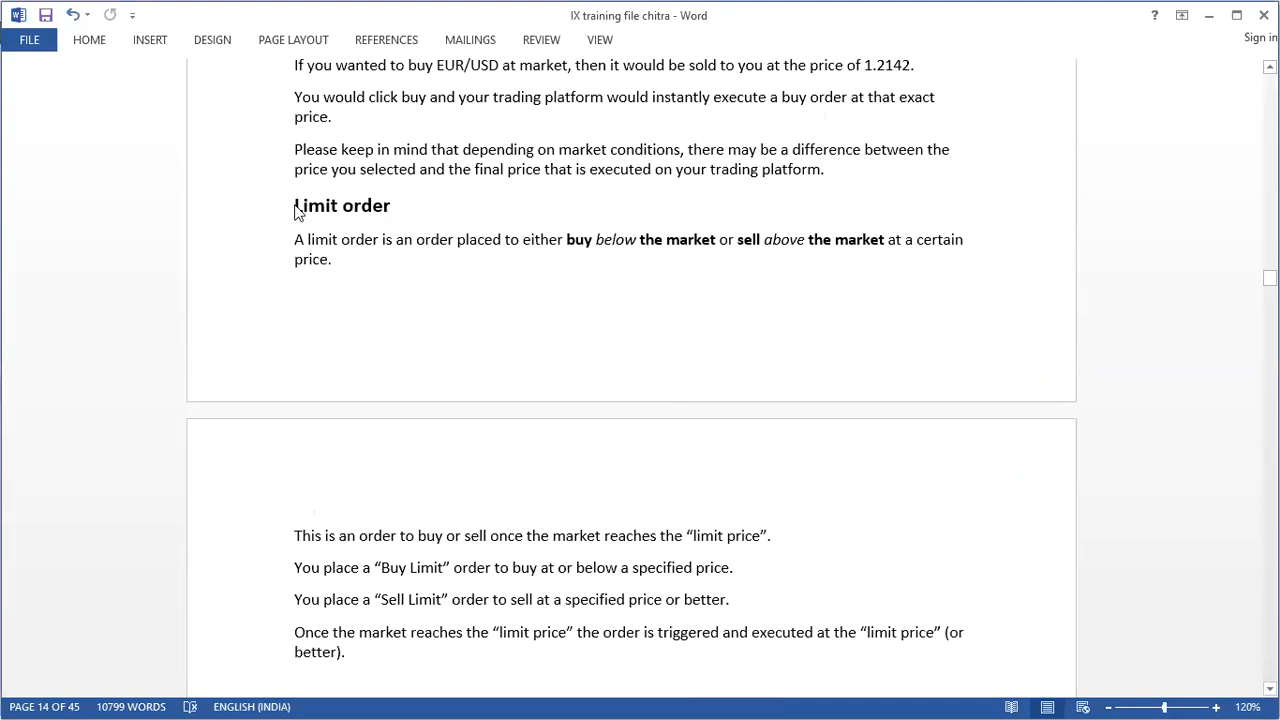 IX training file chitra - Word
?
FILE HOME INSERT DESIGN PAGE LAYOUT REFERENCES MAILINGS REVIEW VIEW Sign in
If you wanted to buy EUR/USD at market, then it would be sold to you at the price of 1.2142.
You would click buy and your trading platform would instantly execute a buy order at that exact
price.
Please keep in mind that depending on market conditions, there may be a difference between the
price you selected and the final price that is executed on your trading platform.
Limit order
A limit order is an order placed to either buy below the market or sell above the market at a certain
price.
This is an order to buy or sell once the market reaches the “limit price”.
You place a “Buy Limit” order to buy at or below a specified price.
You place a “Sell Limit” order to sell at a specified price or better.
Once the market reaches the “limit price” the order is triggered and executed at the “limit price” (or
better).
PAGE 14 OF 45 10799 WORDS ENGLISH (INDIA) 120%